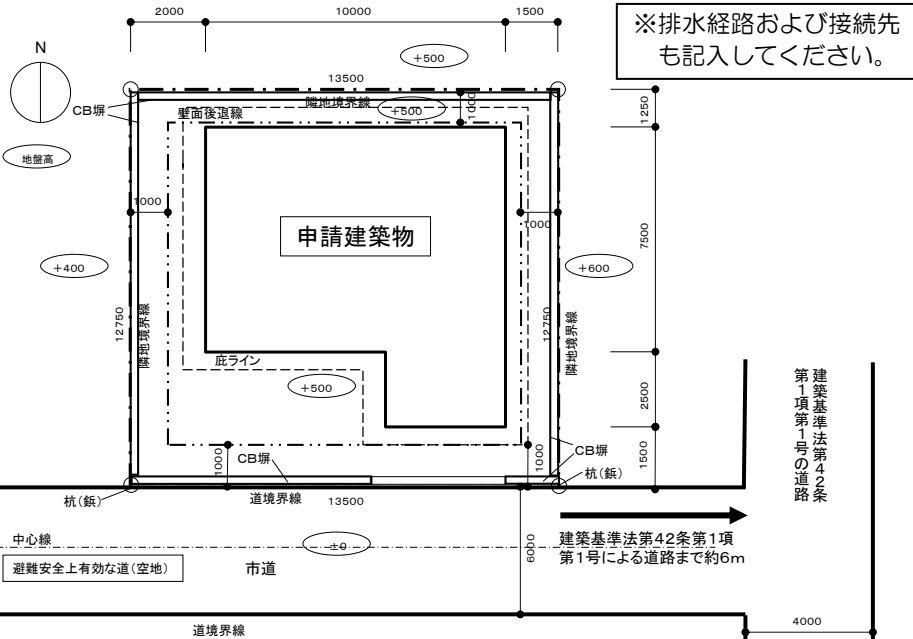 2000
10000
1500
※排水経路および接続先
も記入してください。
+500
N
13500
CB塀
隣地境界線
壁面後退線
+500
1000
1250
地盤高
1000
1000
申請建築物
7500
+400
+600
12750
隣地境界線
12750
隣地境界線
庇ライン
+500
2500
建築基準法第42条
第1項第1号の道路
1000
CB塀
1000
CB塀
1500
杭(鋲)
杭(鋲)
道境界線
13500
中心線
±0
6000
建築基準法第42条第1項
第1号による道路まで約6m
避難安全上有効な道(空地)
市道
道境界線
4000